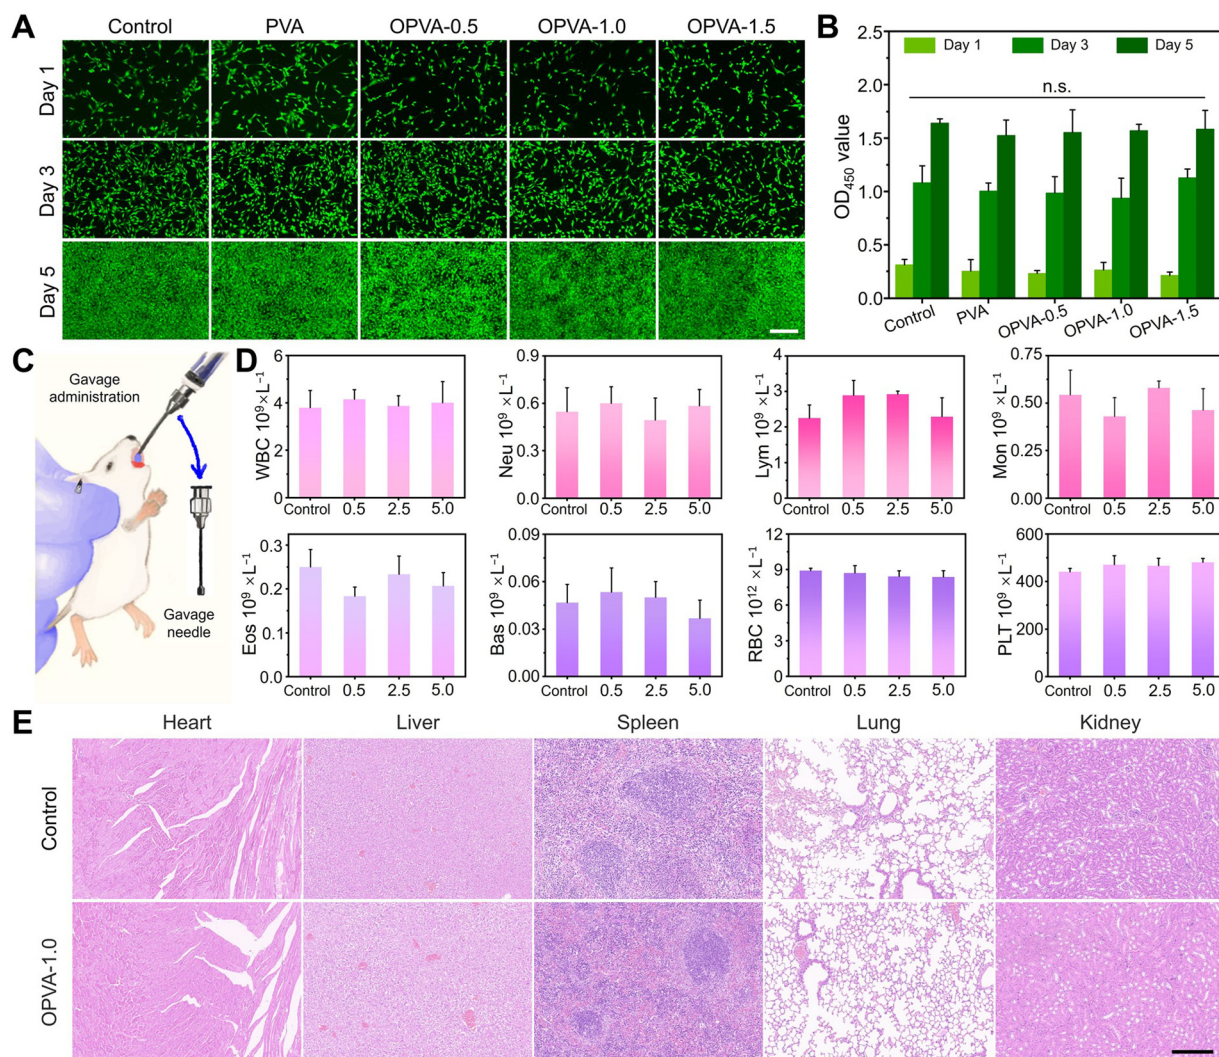 A
Control PVA OPVA-0.5 OPVA-1.0 OPVA-1.5
Day 1
Day 3
Day 5
B
2.5
2.0
1.5
1.0
0.5
0.0
OD450 value
Day 1 Day 3 Day 5
n.s.
Control PVA OPVA-0.5 OPVA-1.0 OPVA-1.5
C
Gavage
administration
Gavage
needle
D
WBC 10⁹ ×L⁻¹
6
4
2
0
Control 0.5 2.5 5.0
Neu 10⁹ ×L⁻¹
0.9
0.6
0.3
0.0
Control 0.5 2.5 5.0
Lym 10⁹ ×L⁻¹
4
3
2
1
0
Control 0.5 2.5 5.0
Mon 10⁹ ×L⁻¹
0.75
0.50
0.25
0.00
Control 0.5 2.5 5.0
Eos 10⁹ ×L⁻¹
0.3
0.2
0.1
0.0
Control 0.5 2.5 5.0
Bas 10⁹ ×L⁻¹
0.09
0.06
0.03
0.00
Control 0.5 2.5 5.0
RBC 10¹² ×L⁻¹
12
9
6
3
0
Control 0.5 2.5 5.0
PLT 10⁹ ×L⁻¹
600
400
200
0
Control 0.5 2.5 5.0
E
Heart Liver Spleen Lung Kidney
Control
OPVA-1.0